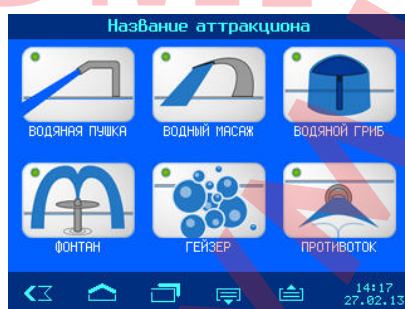 Название аттракциона
ВОДЯНАЯ ПУШКА
ВОДНЫЙ МАСАЖ
ВОДЯНОЙ ГРИБ
ФОНТАН
ГЕЙЗЕР
ПРОТИВОТОК
14:17
27.02.13